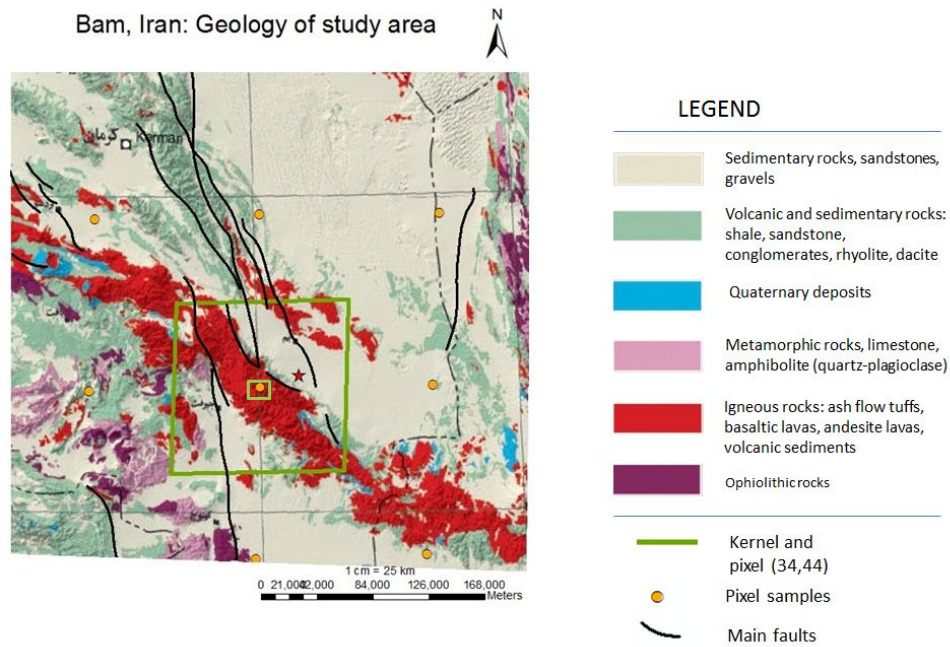 Bam, Iran: Geology of study area
N
کرمان Kerman
1 cm = 25 km
0 21,000 42,000 84,000 126,000 168,000
Meters
LEGEND
Sedimentary rocks, sandstones,
gravels
Volcanic and sedimentary rocks:
shale, sandstone,
conglomerates, rhyolite, dacite
Quaternary deposits
Metamorphic rocks, limestone,
amphibolite (quartz-plagioclase)
Igneous rocks: ash flow tuffs,
basaltic lavas, andesite lavas,
volcanic sediments
Ophiolithic rocks
Kernel and
pixel (34,44)
Pixel samples
Main faults